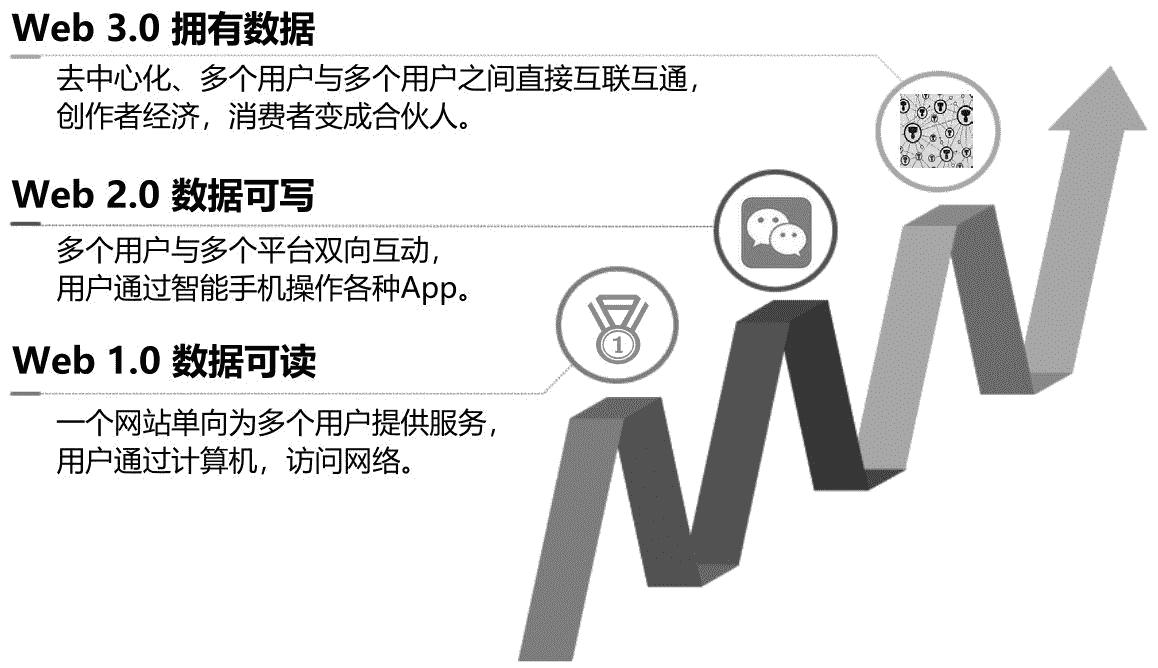 Web 3.0 拥有数据
去中心化、多个用户与多个用户之间直接互联互通，
创作者经济，消费者变成合伙人。
Web 2.0 数据可写
多个用户与多个平台双向互动，
用户通过智能手机操作各种App。
1
Web 1.0 数据可读
一个网站单向为多个用户提供服务，
用户通过计算机，访问网络。